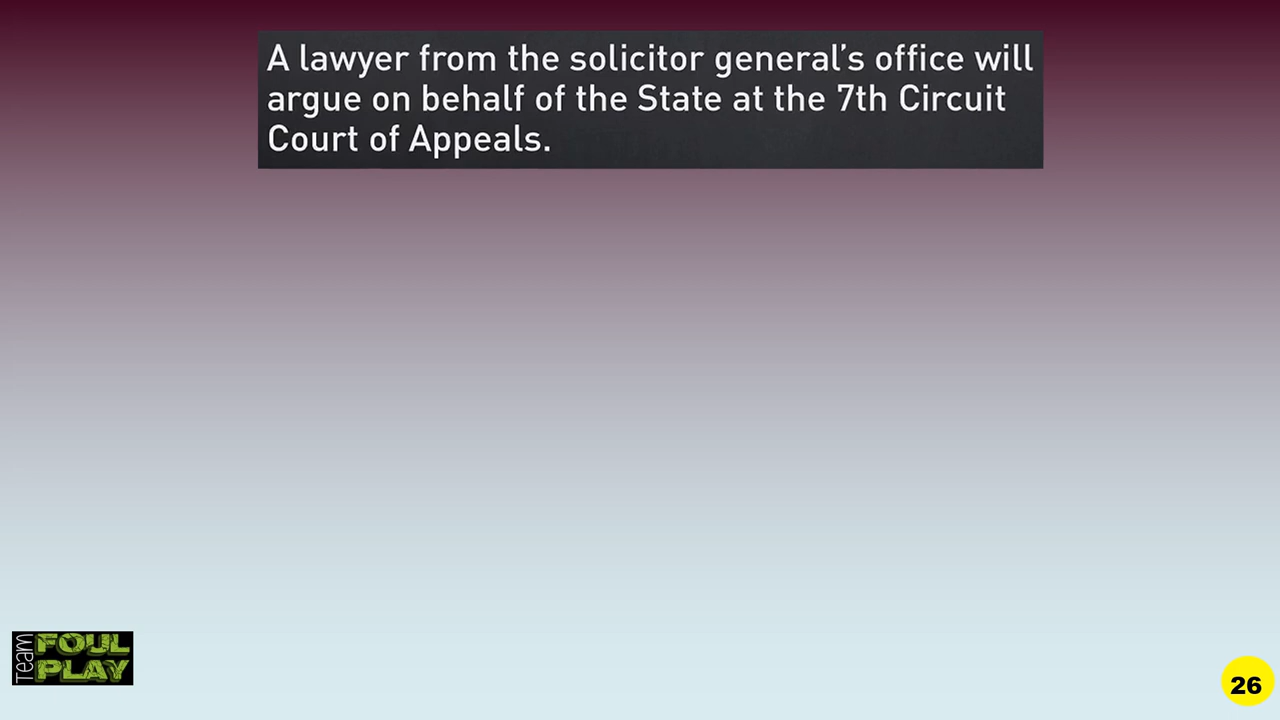 A lawyer from the solicitor general’s office will
argue on behalf of the State at the 7th Circuit
Court of Appeals.
team
FOUL
PLAY
26